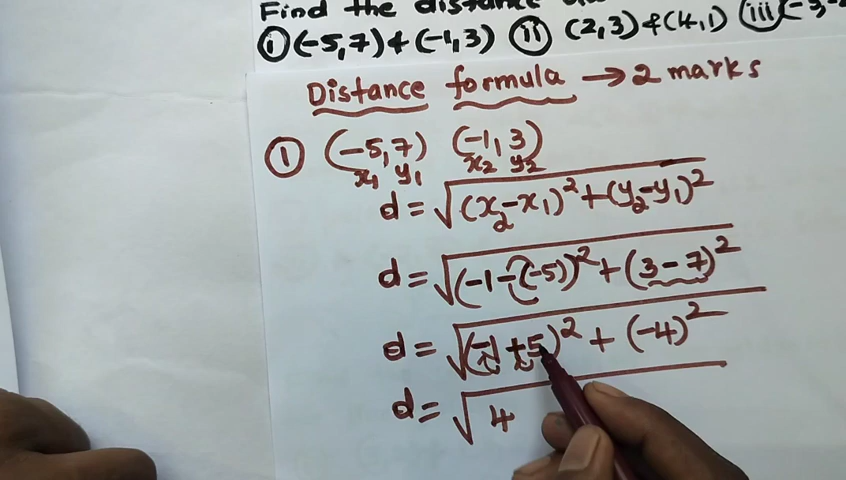 Find the distance
(i) (-5,7) & (-1,3) (ii) (2,3) & (4,1) (iii) (-3,
Distance formula → 2 marks
(1) (-5,7) (-1,3)
x₁ y₁ x₂ y₂
d = √(x₂-x₁)² + (y₂-y₁)²
d = √(-1-(-5))² + (3-7)²
d = √(-1+5)² + (-4)²
d = √4